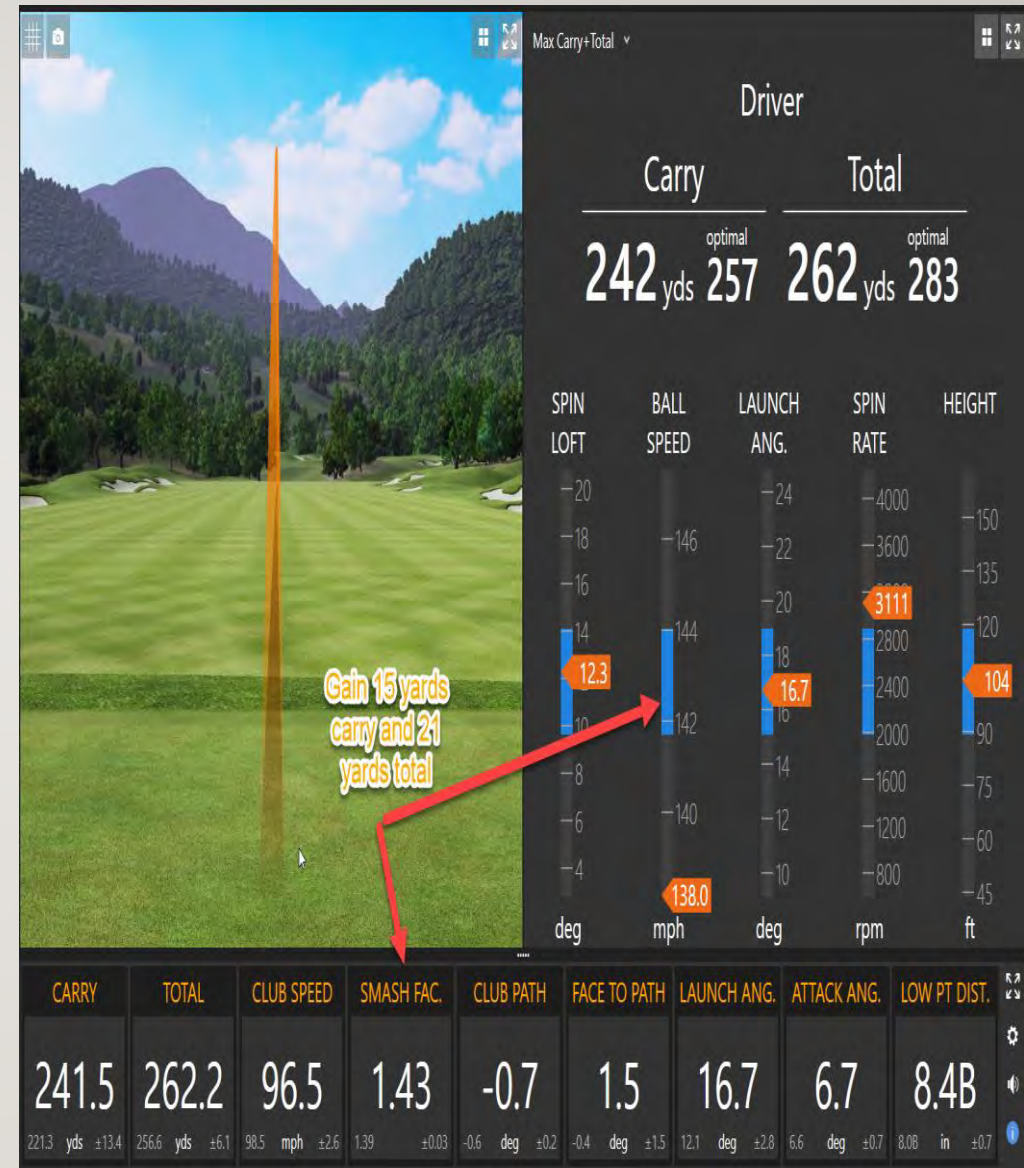 Max Carry+Total
Driver
Carry Total
242 yds optimal 257 262 yds optimal 283
SPIN LOFT BALL SPEED LAUNCH ANG. SPIN RATE HEIGHT
20
18
16
14
12.3
10
8
6
4
deg
146
144
142
140
138.0
mph
24
22
20
18
16.7
16
14
12
10
deg
4000
3600
3111
2800
2400
2000
1600
1200
800
rpm
150
135
120
104
90
75
60
45
ft
Gain 15 yards
carry and 21
yards total
CARRY TOTAL CLUB SPEED SMASH FAC. CLUB PATH FACE TO PATH LAUNCH ANG. ATTACK ANG. LOW PT DIST.
241.5 262.2 96.5 1.43 -0.7 1.5 16.7 6.7 8.4B
221.3 yds ±13.4 256.6 yds ±6.1 98.5 mph ±2.6 1.39 ±0.03 -0.6 deg ±0.2 -0.4 deg ±1.5 12.1 deg ±2.8 6.6 deg ±0.7 8.0B in ±0.7